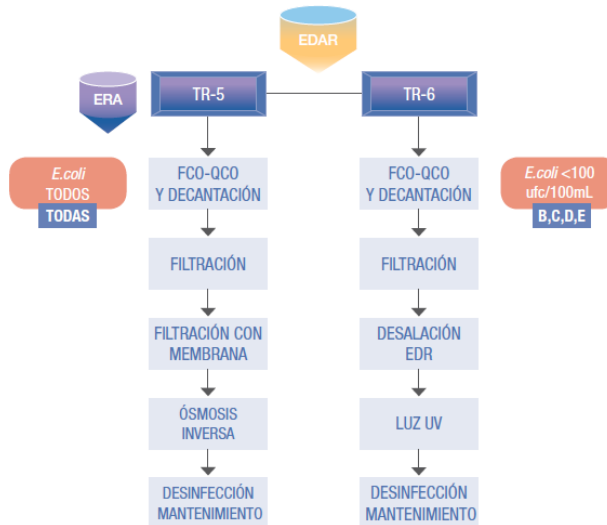 EDAR
ERA
TR-5
TR-6
E.coli
TODOS
TODAS
FCO-QCO
Y DECANTACIÓN
FCO-QCO
Y DECANTACIÓN
E.coli <100
ufc/100mL
B,C,D,E
FILTRACIÓN
FILTRACIÓN
FILTRACIÓN CON
MEMBRANA
DESALACIÓN
EDR
ÓSMOSIS
INVERSA
LUZ UV
DESINFECCIÓN
MANTENIMIENTO
DESINFECCIÓN
MANTENIMIENTO